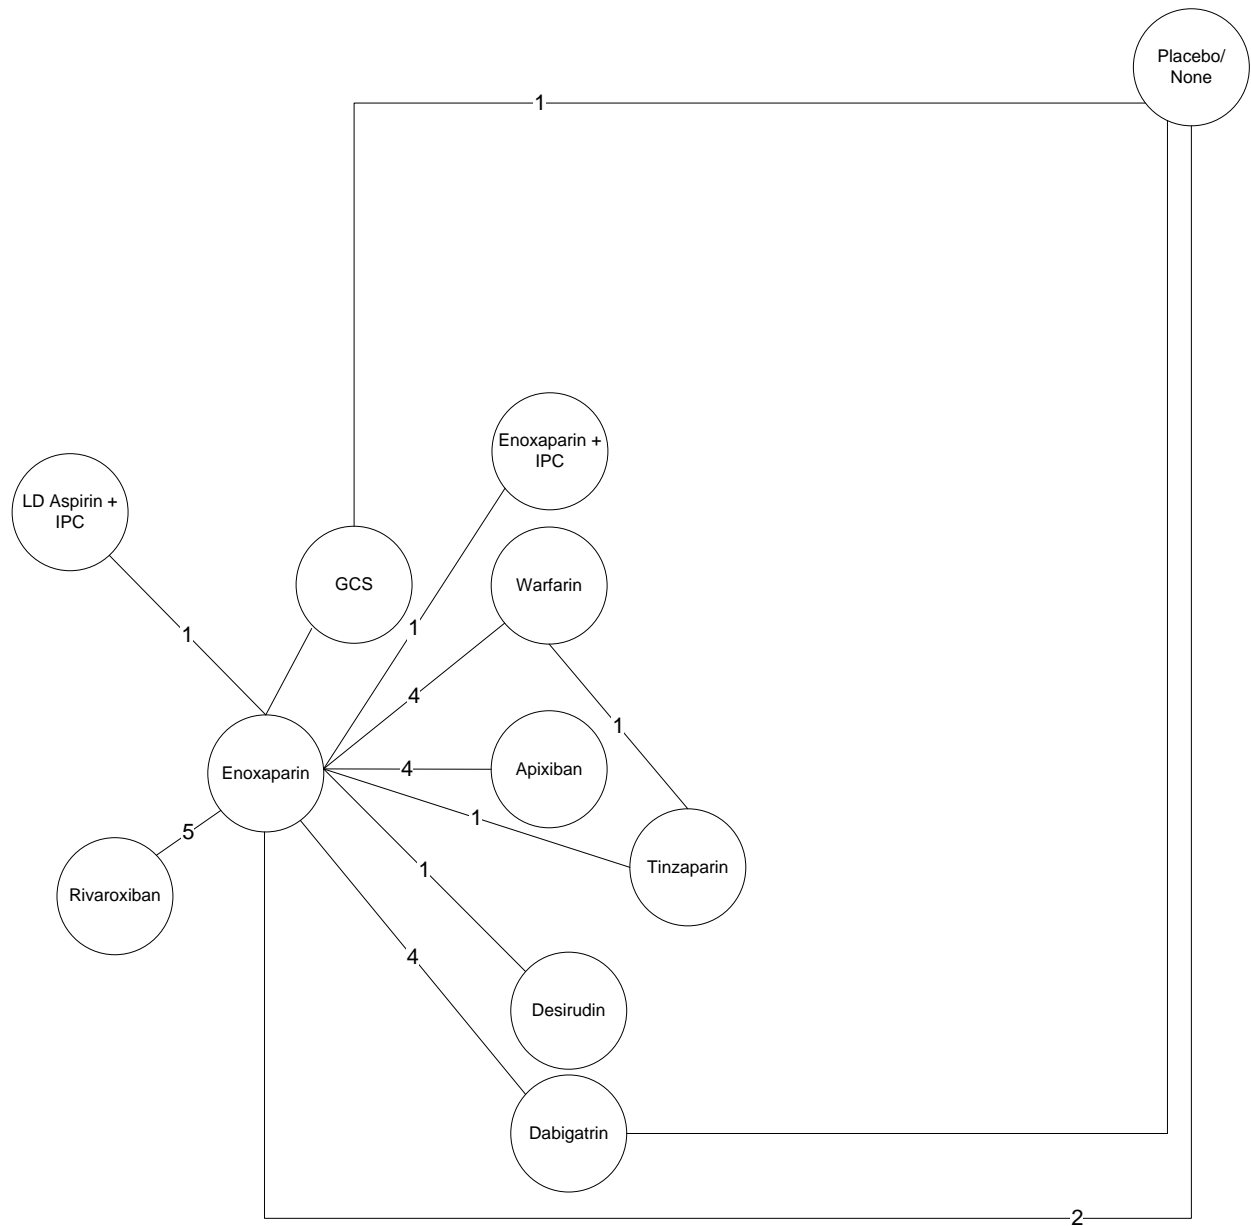 Placebo/
None
1
Enoxaparin +
IPC
LD Aspirin +
IPC
GCS
Warfarin
1
1
4
1
Enoxaparin
4
Apixiban
1
5
Tinzaparin
Rivaroxiban
1
4
Desirudin
Dabigatrin
2